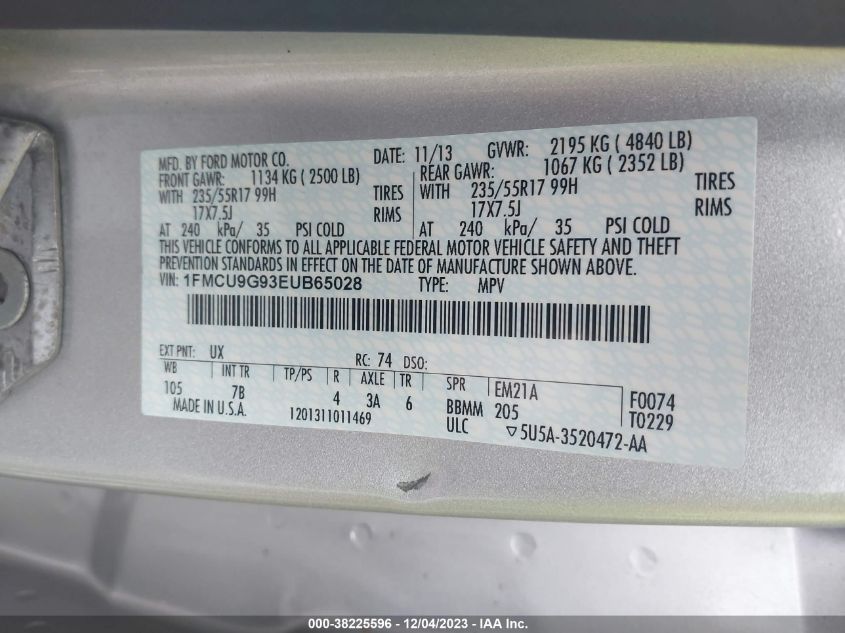 MFD. BY FORD MOTOR CO. DATE: 11/13 GVWR: 2195 KG ( 4840 LB)
FRONT GAWR: 1134 KG ( 2500 LB) REAR GAWR: 1067 KG ( 2352 LB)
WITH 235/55R17 99H TIRES WITH 235/55R17 99H TIRES
17X7.5J RIMS 17X7.5J RIMS
AT 240 kPa/ 35 PSI COLD AT 240 kPa/ 35 PSI COLD
THIS VEHICLE CONFORMS TO ALL APPLICABLE FEDERAL MOTOR VEHICLE SAFETY AND THEFT
PREVENTION STANDARDS IN EFFECT ON THE DATE OF MANUFACTURE SHOWN ABOVE.
VIN: 1FMCU9G93EUB65028 TYPE: MPV
EXT PNT: UX RC: 74 DSO:
WB INT TR TP/PS R AXLE TR SPR EM21A F0074
105 7B 4 3A 6 BBMM 205 T0229
MADE IN U.S.A. 1201311011469 ULC ▽5U5A-3520472-AA
000-38225596 - 12/04/2023 - IAA Inc.